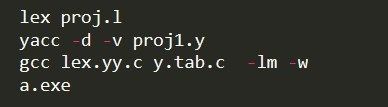 lex proj.l
yacc -d -v proj1.y
gcc lex.yy.c y.tab.c  -lm -w
a.exe